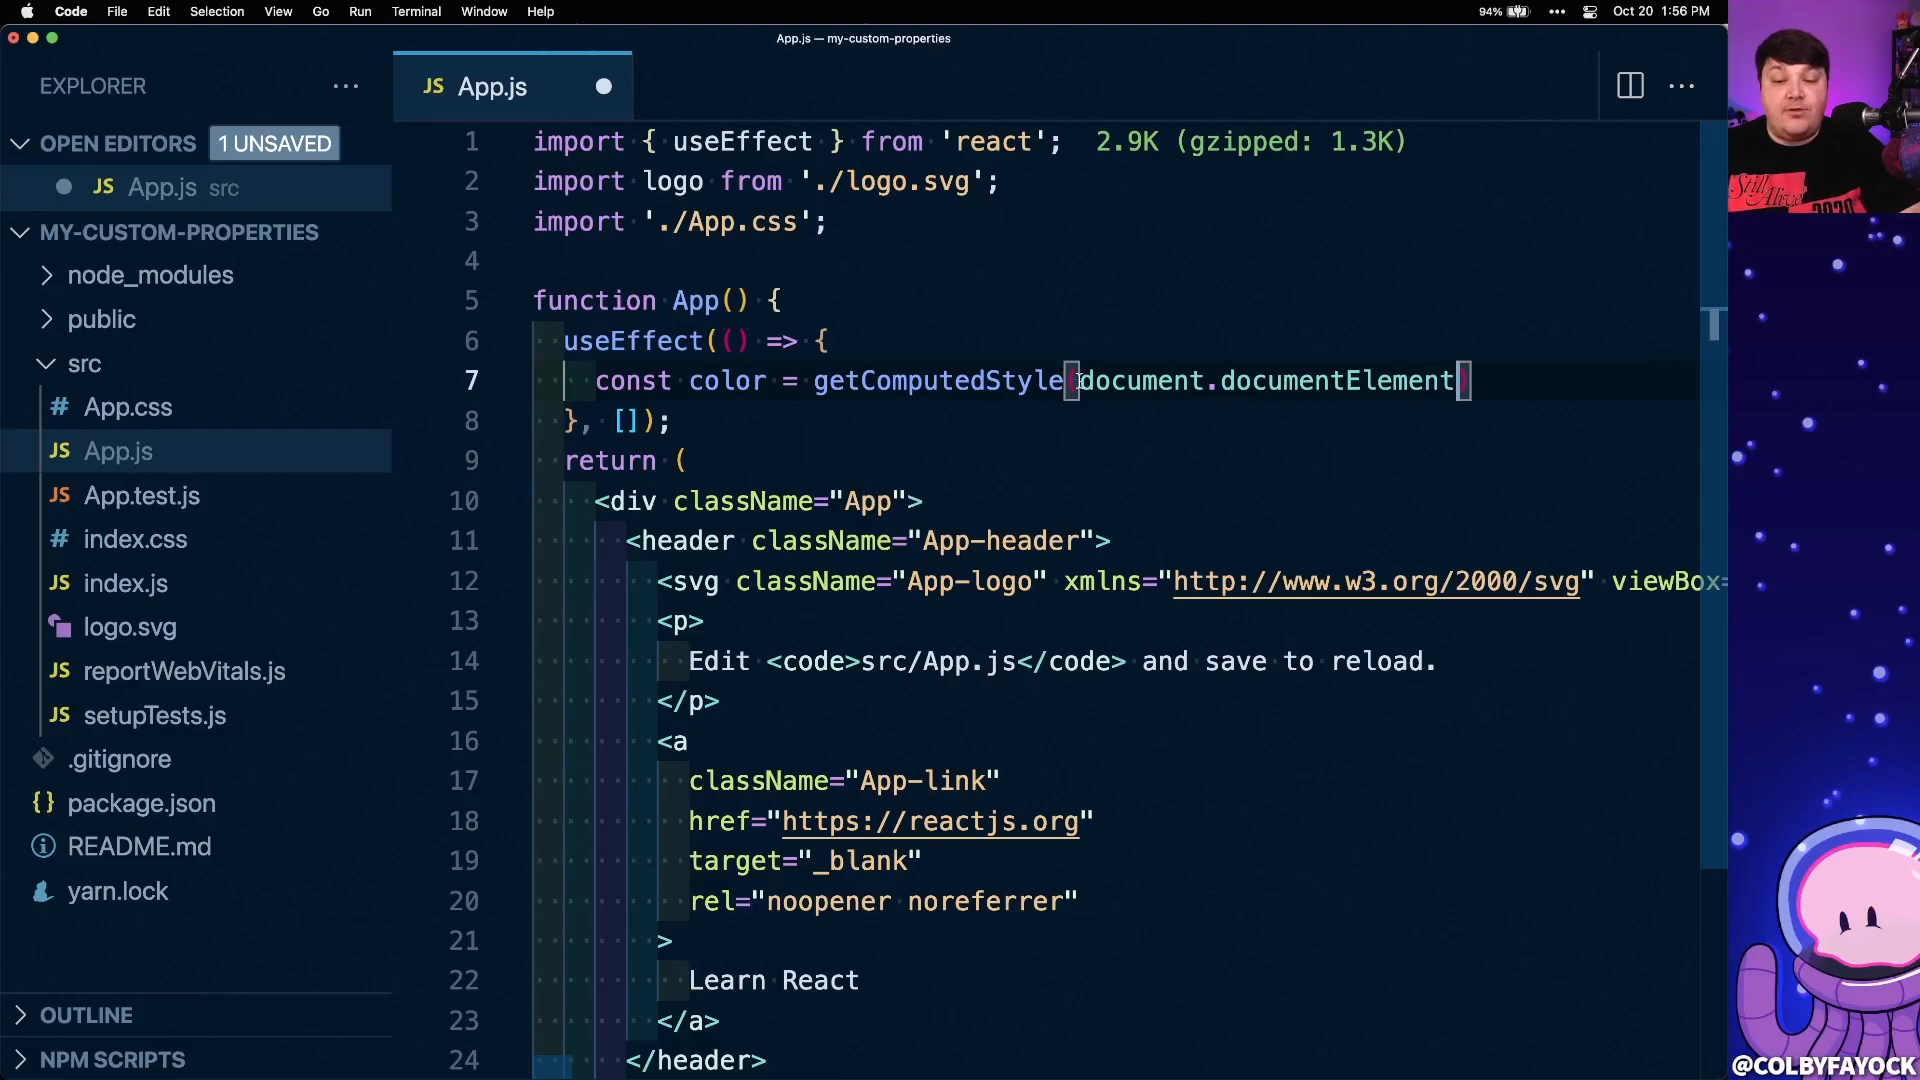 Code File Edit Selection View Go Run Terminal Window Help
94% Oct 20 1:56 PM
App.js — my-custom-properties
EXPLORER
OPEN EDITORS 1 UNSAVED
JS App.js src
MY-CUSTOM-PROPERTIES
node_modules
public
src
# App.css
JS App.js
JS App.test.js
# index.css
JS index.js
logo.svg
JS reportWebVitals.js
JS setupTests.js
.gitignore
{} package.json
README.md
yarn.lock
OUTLINE
NPM SCRIPTS
JS App.js
1 import { useEffect } from 'react'; 2.9K (gzipped: 1.3K)
2 import logo from './logo.svg';
3 import './App.css';
4
5 function App() {
6 useEffect(() => {
7 const color = getComputedStyle(document.documentElement)
8 }, []);
9 return (
10 <div className="App">
11 <header className="App-header">
12 <svg className="App-logo" xmlns="http://www.w3.org/2000/svg" viewBox=
13 <p>
14 Edit <code>src/App.js</code> and save to reload.
15 </p>
16 <a
17 className="App-link"
18 href="https://reactjs.org"
19 target="_blank"
20 rel="noopener noreferrer"
21 >
22 Learn React
23 </a>
24 </header>
Still
Alive
2020
@COLBYFAYOCK